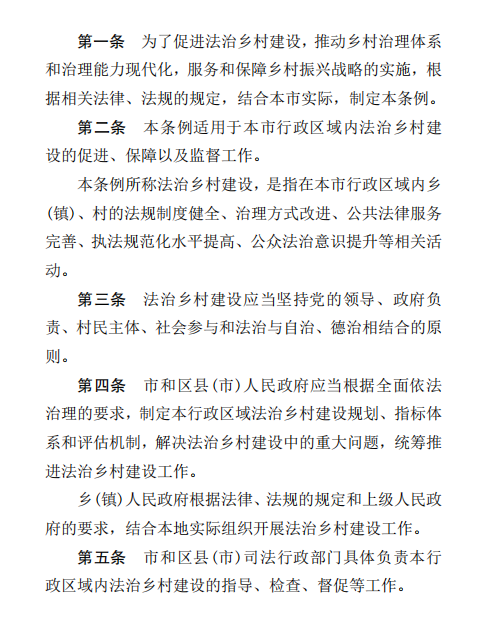 第一条　为了促进法治乡村建设，推动乡村治理体系
和治理能力现代化，服务和保障乡村振兴战略的实施，根
据相关法律、法规的规定，结合本市实际，制定本条例。
第二条　本条例适用于本市行政区域内法治乡村建
设的促进、保障以及监督工作。
本条例所称法治乡村建设，是指在本市行政区域内乡
(镇)、村的法规制度健全、治理方式改进、公共法律服务
完善、执法规范化水平提高、公众法治意识提升等相关活
动。
第三条　法治乡村建设应当坚持党的领导、政府负
责、村民主体、社会参与和法治与自治、德治相结合的原
则。
第四条　市和区县(市)人民政府应当根据全面依法
治理的要求，制定本行政区域法治乡村建设规划、指标体
系和评估机制，解决法治乡村建设中的重大问题，统筹推
进法治乡村建设工作。
乡(镇)人民政府根据法律、法规的规定和上级人民政
府的要求，结合本地实际组织开展法治乡村建设工作。
第五条　市和区县(市)司法行政部门具体负责本行
政区域内法治乡村建设的指导、检查、督促等工作。